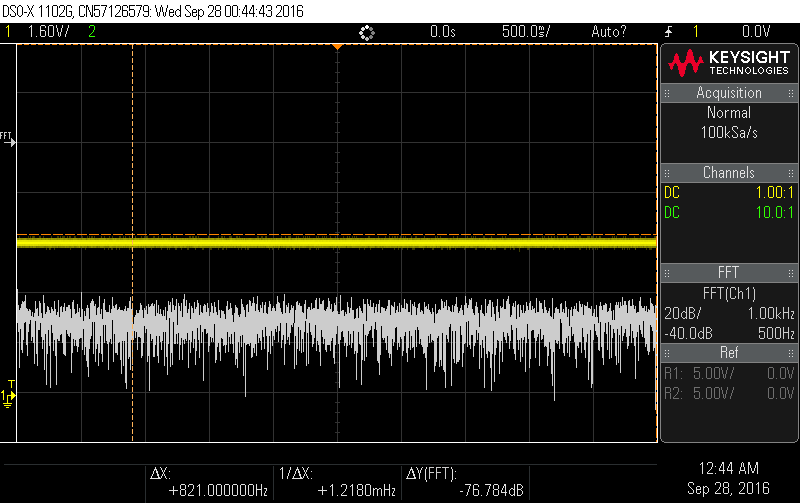 DSO-X 1102G, CN57126579: Wed Sep 28 00:44:43 2016
1 1.60V/ 2 0.0s 500.0ms/ Auto? 1 0.0V
KEYSIGHT
TECHNOLOGIES
Acquisition
Normal
100kSa/s
Channels
DC 1.00:1
DC 10.0:1
FFT
FFT(Ch1)
20dB/ 1.00kHz
-40.0dB 500Hz
Ref
R1: 5.00V/ 0.0V
R2: 5.00V/ 0.0V
FFT
T
1
ΔX:
+821.000000Hz
1/ΔX:
+1.2180mHz
ΔY(FFT):
-76.784dB
12:44 AM
Sep 28, 2016